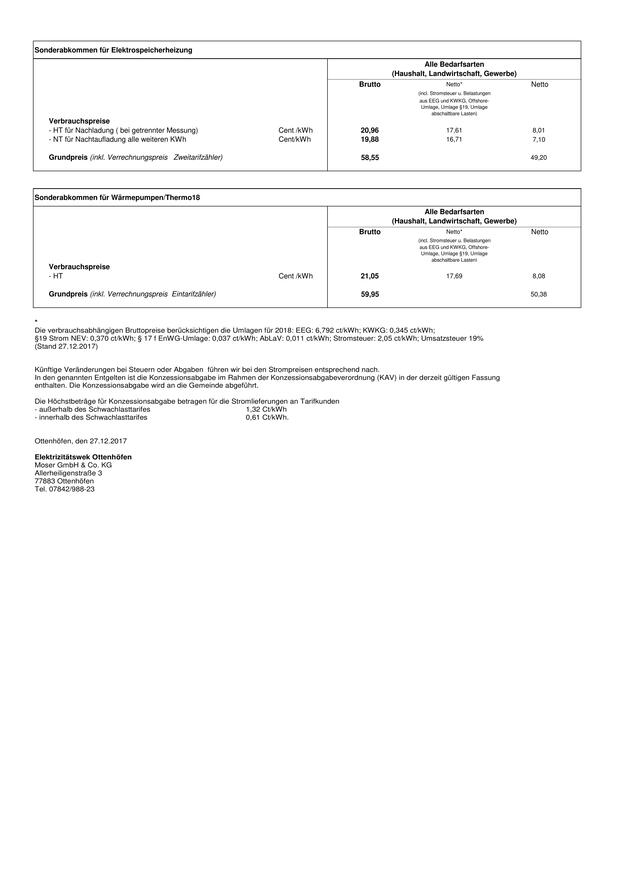 Sonderabkommen für Elektrospeicherheizung
Alle Bedarfsarten
(Haushalt, Landwirtschaft, Gewerbe)
Brutto Netto* Netto
(incl. Stromsteuer u. Belastungen
aus EEG und KWKG, Offshore-
Umlage, Umlage §19, Umlage
abschaltbare Lasten)
Verbrauchspreise
- HT für Nachladung ( bei getrennter Messung) Cent /kWh 20,96 17,61 8,01
- NT für Nachtaufladung alle weiteren KWh Cent/kWh 19,88 16,71 7,10
Grundpreis (inkl. Verrechnungspreis Zweitarifzähler) 58,55 49,20
Sonderabkommen für Wärmepumpen/Thermo18
Alle Bedarfsarten
(Haushalt, Landwirtschaft, Gewerbe)
Brutto Netto* Netto
(incl. Stromsteuer u. Belastungen
aus EEG und KWKG, Offshore-
Umlage, Umlage §19, Umlage
abschaltbare Lasten)
Verbrauchspreise
- HT Cent /kWh 21,05 17,69 8,08
Grundpreis (inkl. Verrechnungspreis Eintarifzähler) 59,95 50,38
*
Die verbrauchsabhängigen Bruttopreise berücksichtigen die Umlagen für 2018: EEG: 6,792 ct/kWh; KWKG: 0,345 ct/kWh;
§19 Strom NEV: 0,370 ct/kWh; § 17 f EnWG-Umlage: 0,037 ct/kWh; AbLaV: 0,011 ct/kWh; Stromsteuer: 2,05 ct/kWh; Umsatzsteuer 19%
(Stand 27.12.2017)
Künftige Veränderungen bei Steuern oder Abgaben führen wir bei den Strompreisen entsprechend nach.
In den genannten Entgelten ist die Konzessionsabgabe im Rahmen der Konzessionsabgabeverordnung (KAV) in der derzeit gültigen Fassung
enthalten. Die Konzessionsabgabe wird an die Gemeinde abgeführt.
Die Höchstbeträge für Konzessionsabgabe betragen für die Stromlieferungen an Tarifkunden
- außerhalb des Schwachlasttarifes 1,32 Ct/kWh
- innerhalb des Schwachlasttarifes 0,61 Ct/kWh.
Ottenhöfen, den 27.12.2017
Elektrizitätswek Ottenhöfen
Moser GmbH & Co. KG
Allerheiligenstraße 3
77883 Ottenhöfen
Tel. 07842/988-23